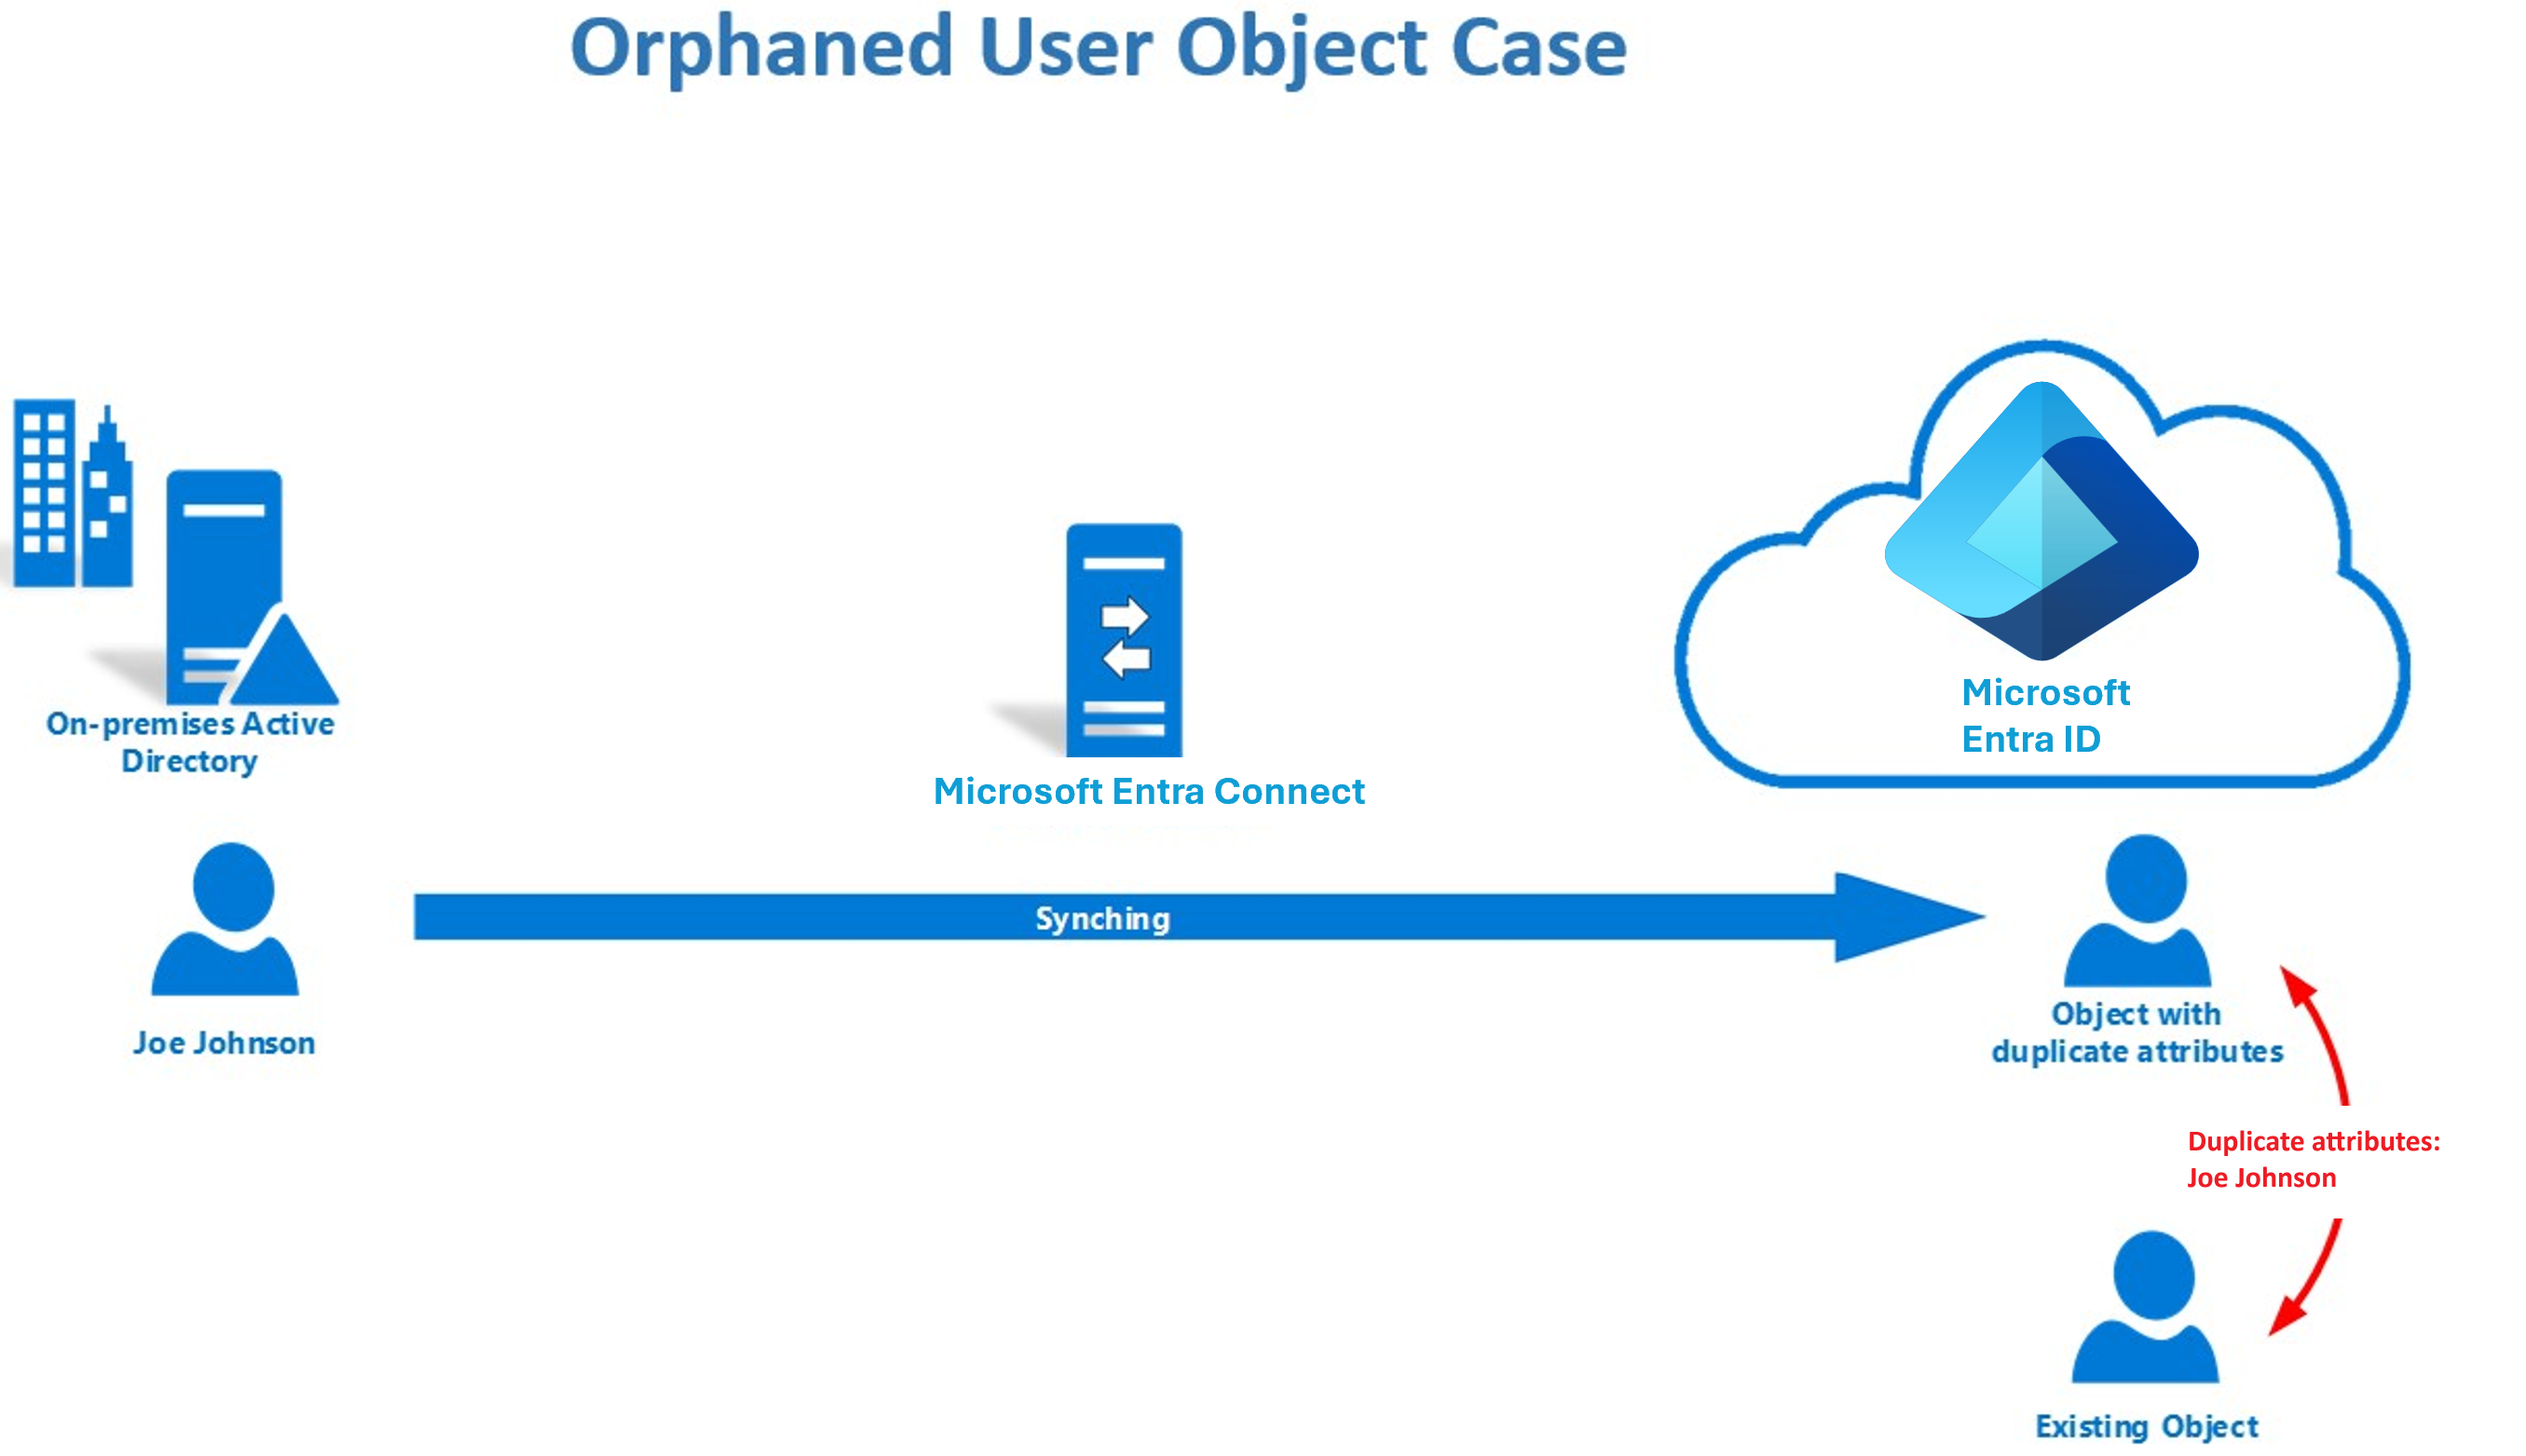 Orphaned User Object Case
On-premises Active
Directory
Microsoft Entra Connect
Microsoft
Entra ID
Joe Johnson
Synching
Object with
duplicate attributes
Duplicate attributes:
Joe Johnson
Existing Object